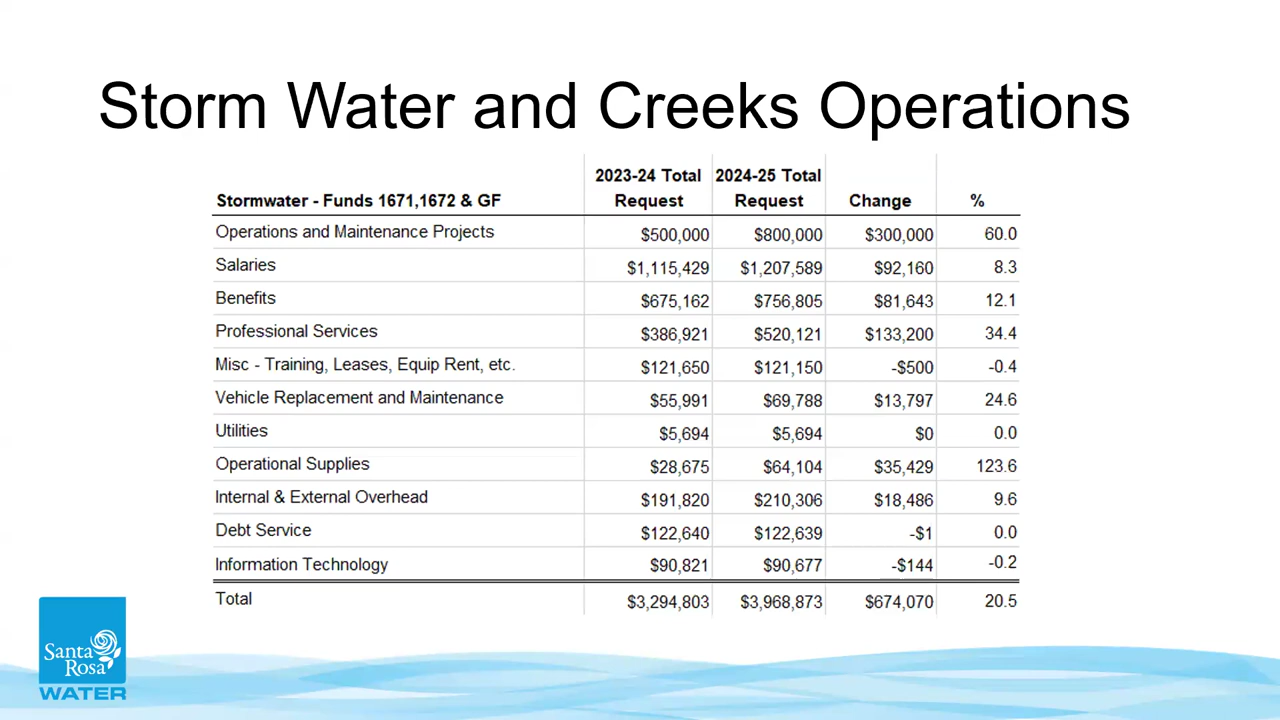 Storm Water and Creeks Operations
2023-24 Total 2024-25 Total
Stormwater - Funds 1671,1672 & GF Request Request Change %
Operations and Maintenance Projects $500,000 $800,000 $300,000 60.0
Salaries $1,115,429 $1,207,589 $92,160 8.3
Benefits $675,162 $756,805 $81,643 12.1
Professional Services $386,921 $520,121 $133,200 34.4
Misc - Training, Leases, Equip Rent, etc. $121,650 $121,150 -$500 -0.4
Vehicle Replacement and Maintenance $55,991 $69,788 $13,797 24.6
Utilities $5,694 $5,694 $0 0.0
Operational Supplies $28,675 $64,104 $35,429 123.6
Internal & External Overhead $191,820 $210,306 $18,486 9.6
Debt Service $122,640 $122,639 -$1 0.0
Information Technology $90,821 $90,677 -$144 -0.2
Total $3,294,803 $3,968,873 $674,070 20.5
Santa
Rosa
WATER